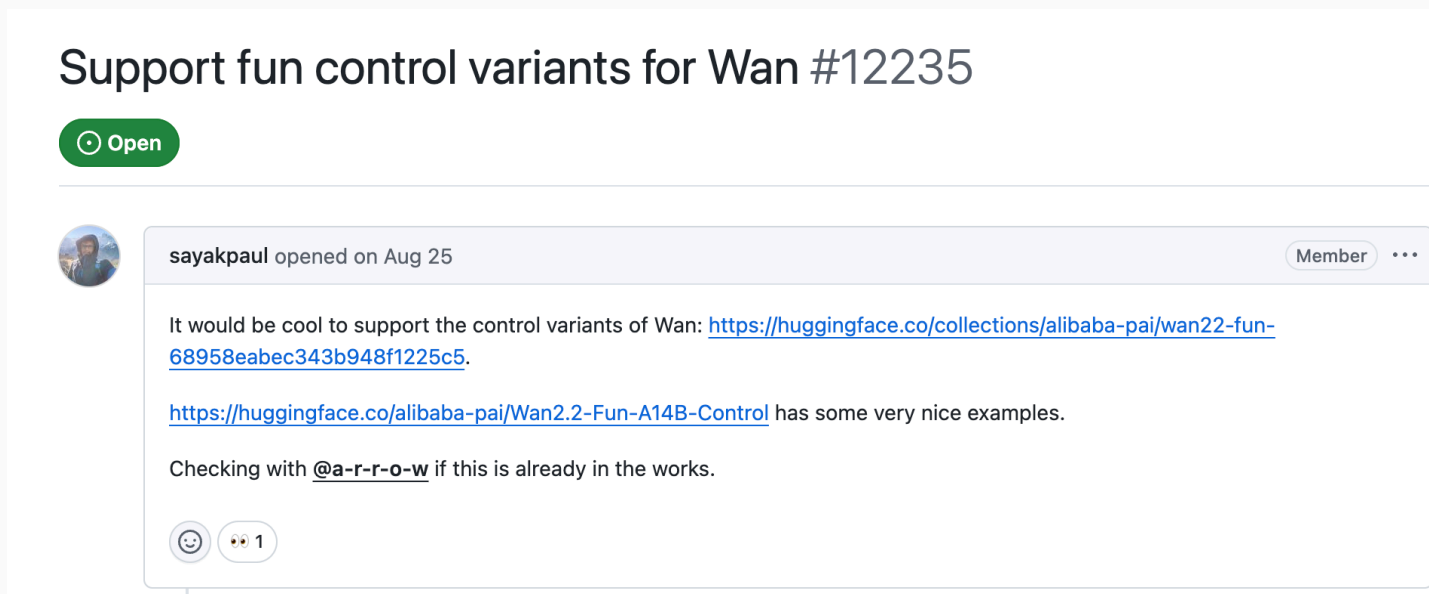 Support fun control variants for Wan #12235
Open
sayakpaul opened on Aug 25
Member
It would be cool to support the control variants of Wan: https://huggingface.co/collections/alibaba-pai/wan22-fun-
68958eabec343b948f1225c5.
https://huggingface.co/alibaba-pai/Wan2.2-Fun-A14B-Control has some very nice examples.
Checking with @a-r-r-o-w if this is already in the works.
👀 1